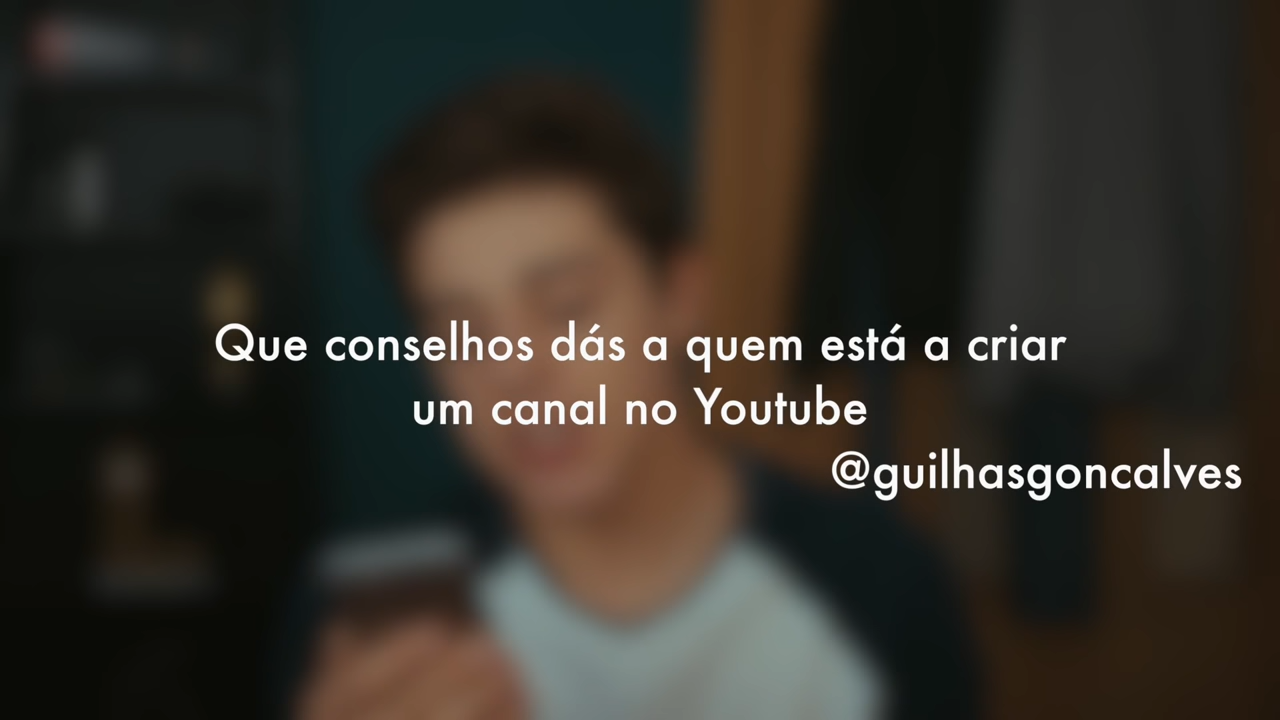 Que conselhos dás a quem está a criar
um canal no Youtube
@guilhasgoncalves